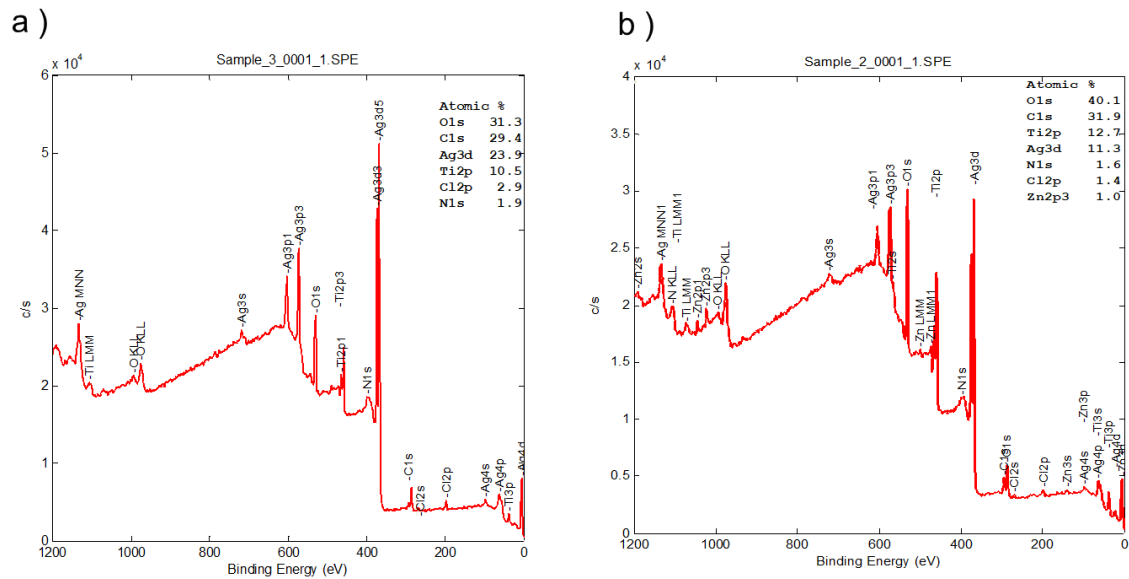 a )
Sample_3_0001_1.SPE
x 10⁴
6
5
4
3
2
1
0
c/s
1200
1000
800
600
400
200
0
Binding Energy (eV)
Atomic %
O1s 31.3
C1s 29.4
Ag3d 23.9
Ti2p 10.5
Cl2p 2.9
N1s 1.9
-Ag MNN
-Ti LMM
-O KLL
-O KLL
-Ag3s
-Ag3p1
-Ag3p3
-O1s
-Ti2p3
-Ti2p1
-N1s
-Ag3d3
-Ag3d5
-C1s
-Cl2s
-Cl2p
-Ag4s
-Ag4p
-Ti3p
-Ag4d
b )
Sample_2_0001_1.SPE
x 10⁴
4
3.5
3
2.5
2
1.5
1
0.5
0
c/s
1200
1000
800
600
400
200
0
Binding Energy (eV)
Atomic %
O1s 40.1
C1s 31.9
Ti2p 12.7
Ag3d 11.3
N1s 1.6
Cl2p 1.4
Zn2p3 1.0
-Zn2s
-Ag MNN1
-N KLL
-Ti LMM1
-Ti LMM
-Zn2p1
-Zn2p3
-O KLL
-O KLL
-Ag3s
-Ag3p1
-Ag3p3
-Ti2s
-O1s
-Zn LMM
-Zn LMM1
-Ti2p
-N1s
-Ag3d
-C1s
-Cl2s
-Cl2p
-Zn3s
-Ag4s
-Zn3p
-Ag4p
-Ti3s
-Ti3p
-Ag4d